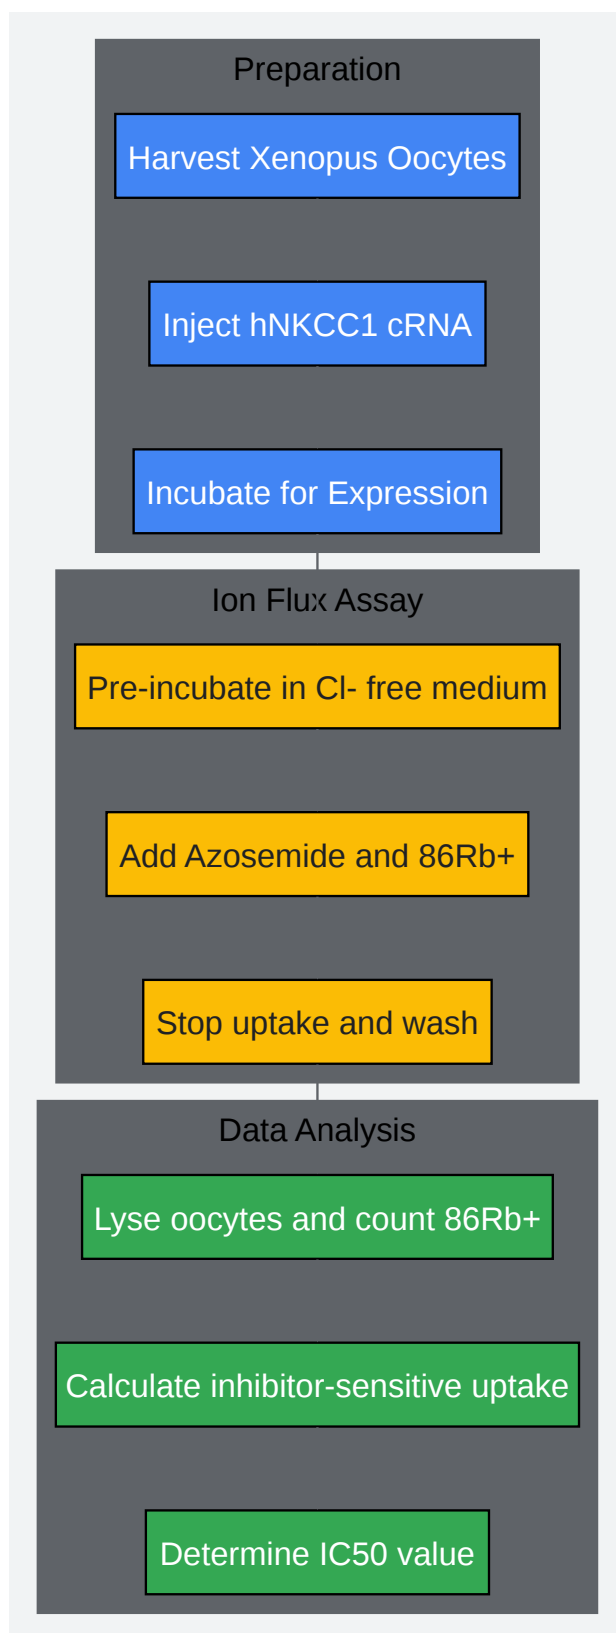 Preparation
Harvest Xenopus Oocytes
Inject hNKCC1 cRNA
Incubate for Expression
Ion Flux Assay
Pre-incubate in Cl- free medium
Add Azosemide and 86Rb+
Stop uptake and wash
Data Analysis
Lyse oocytes and count 86Rb+
Calculate inhibitor-sensitive uptake
Determine IC50 value